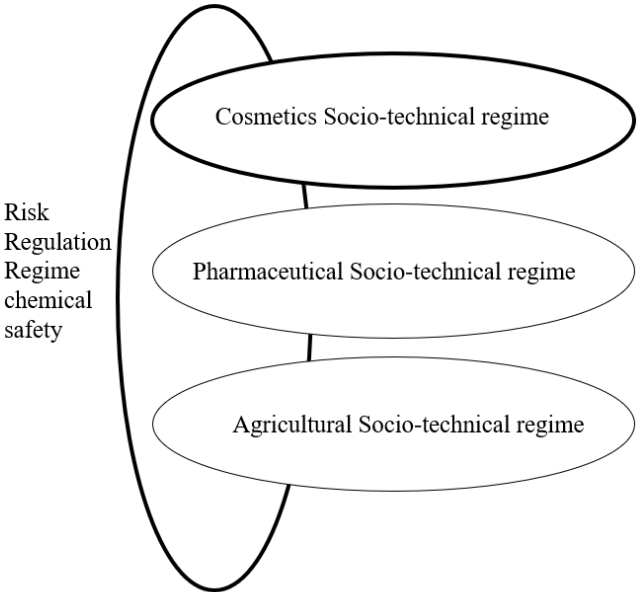 Cosmetics Socio-technical regime
Risk
Regulation
Regime
chemical
safety
Pharmaceutical Socio-technical regime
Agricultural Socio-technical regime